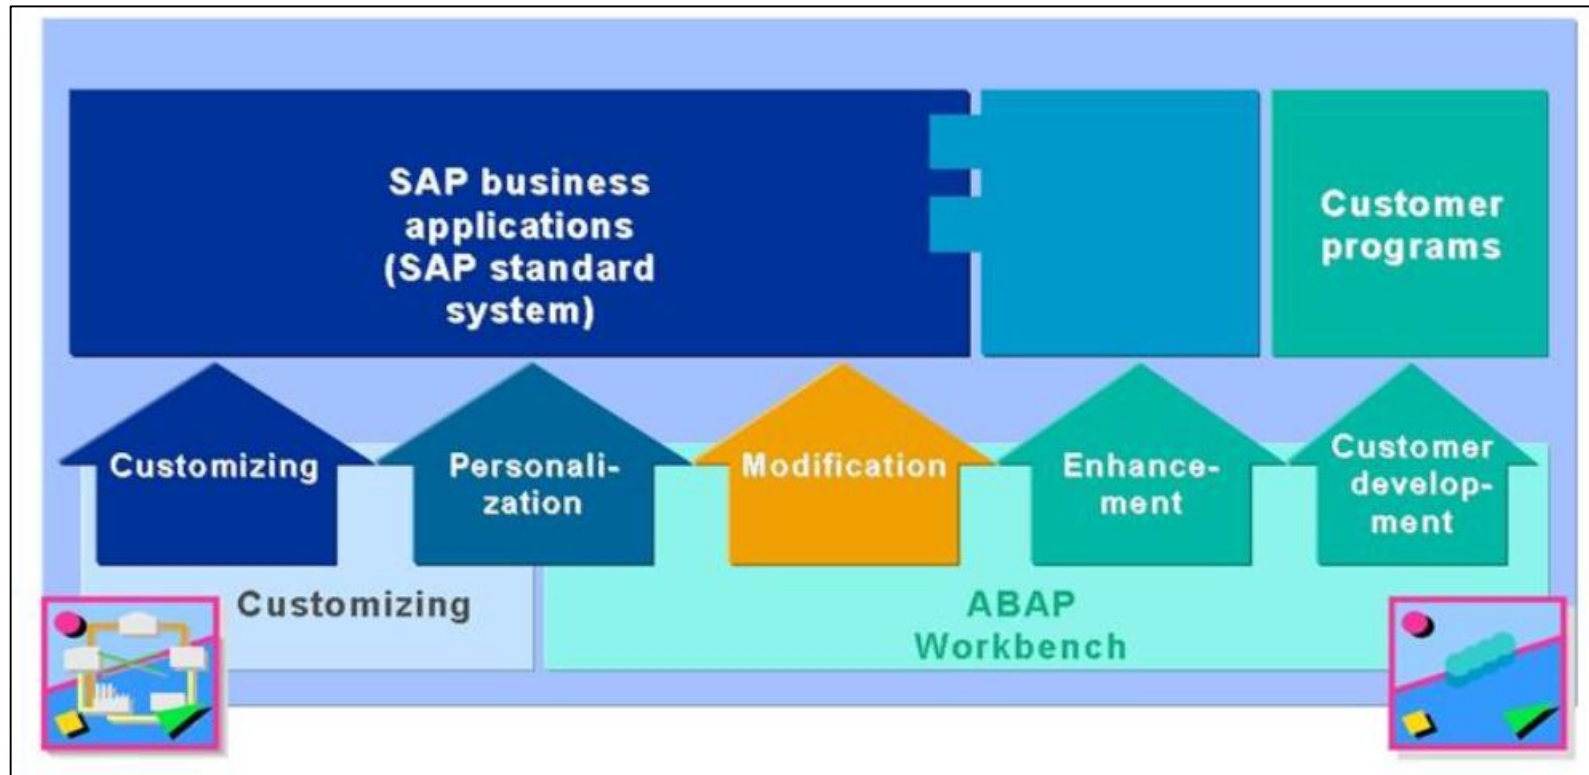 SAP business
applications
(SAP standard
system)
Customer
programs
Customizing
Personali-
zation
Modification
Enhance-
ment
Customer
develop-
ment
Customizing
ABAP
Workbench